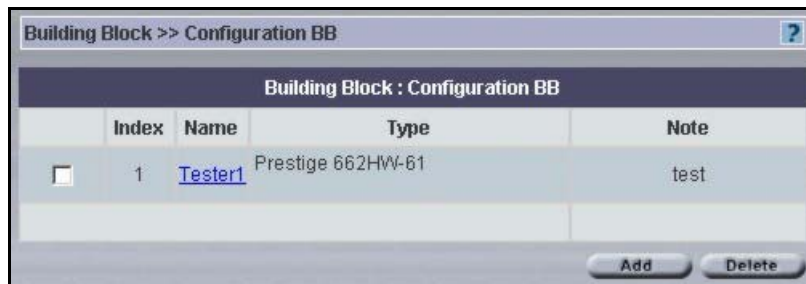 Building Block >> Configuration BB ?
Building Block : Configuration BB
Index Name Type Note
1 Tester1 Prestige 662HW-61 test
Add Delete